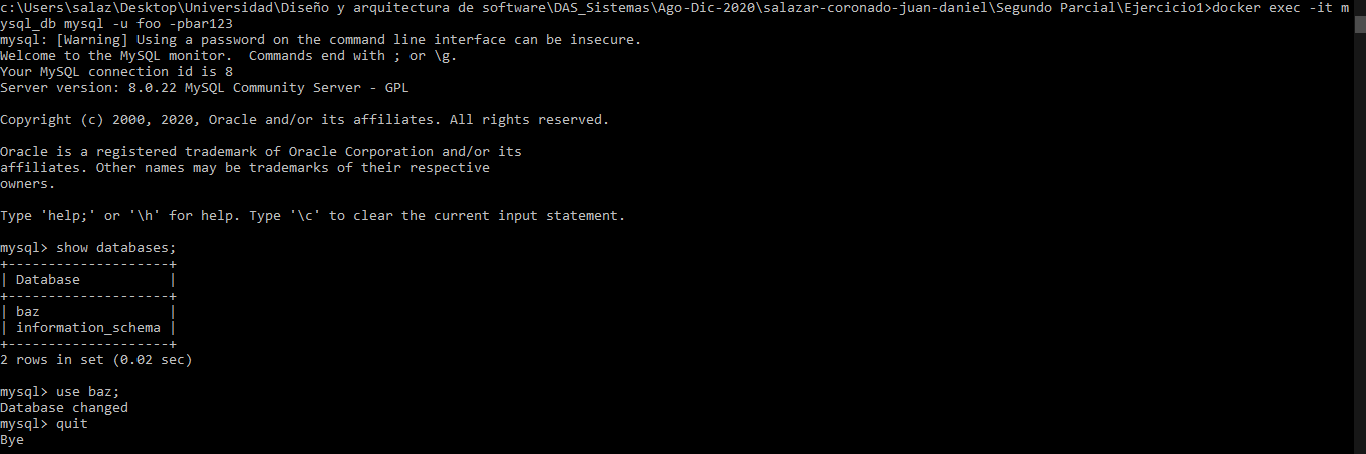 c:\Users\salaz\Desktop\Universidad\Diseño y arquitectura de software\DAS_Sistemas\Ago-Dic-2020\salazar-coronado-juan-daniel\Segundo Parcial\Ejercicio1>docker exec -it m
ysql_db mysql -u foo -pbar123
mysql: [Warning] Using a password on the command line interface can be insecure.
Welcome to the MySQL monitor.  Commands end with ; or \g.
Your MySQL connection id is 8
Server version: 8.0.22 MySQL Community Server - GPL

Copyright (c) 2000, 2020, Oracle and/or its affiliates. All rights reserved.

Oracle is a registered trademark of Oracle Corporation and/or its
affiliates. Other names may be trademarks of their respective
owners.

Type 'help;' or '\h' for help. Type '\c' to clear the current input statement.

mysql> show databases;
+--------------------+
| Database           |
+--------------------+
| baz                |
| information_schema |
+--------------------+
2 rows in set (0.02 sec)

mysql> use baz;
Database changed
mysql> quit
Bye